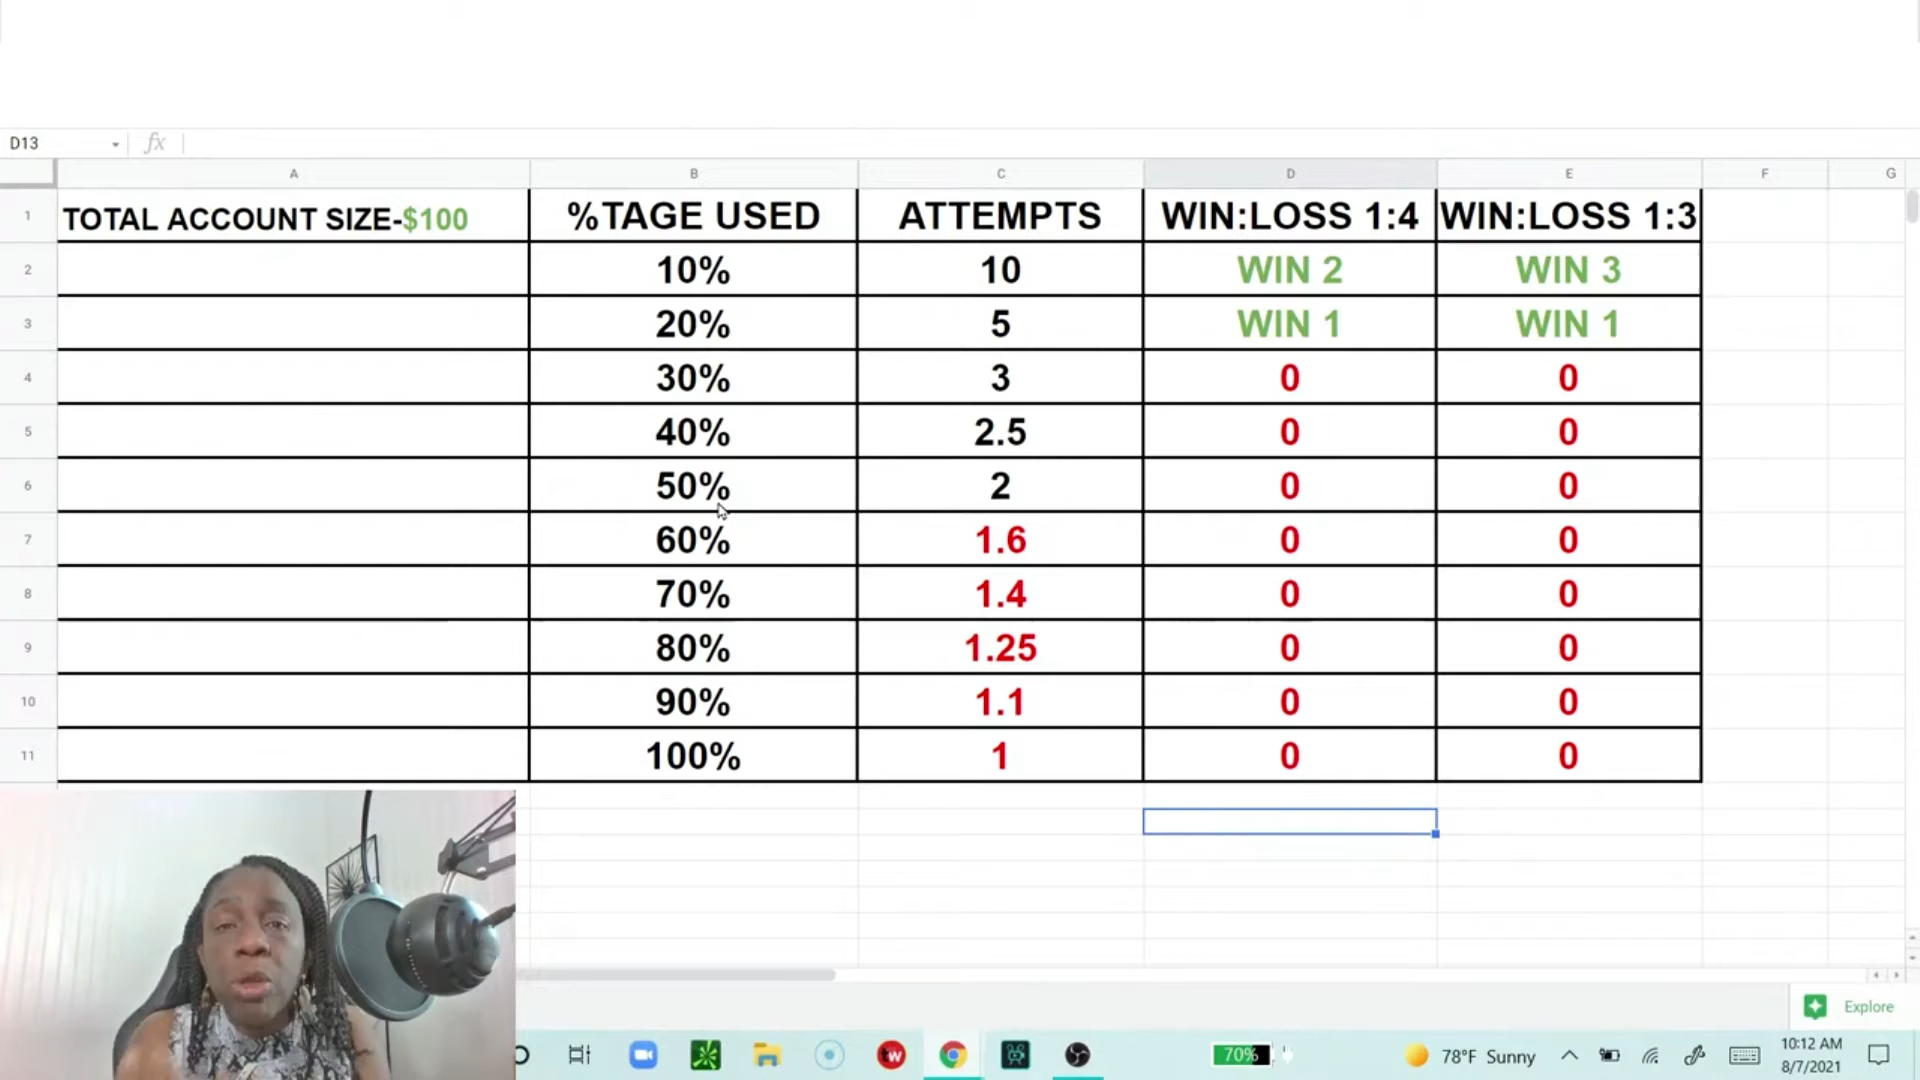 D13 fx
A B C D E F G
1 TOTAL ACCOUNT SIZE-$100 %TAGE USED ATTEMPTS WIN:LOSS 1:4 WIN:LOSS 1:3
2 10% 10 WIN 2 WIN 3
3 20% 5 WIN 1 WIN 1
4 30% 3 0 0
5 40% 2.5 0 0
6 50% 2 0 0
7 60% 1.6 0 0
8 70% 1.4 0 0
9 80% 1.25 0 0
10 90% 1.1 0 0
11 100% 1 0 0
Explore
tw 70% 78°F Sunny 10:12 AM
8/7/2021